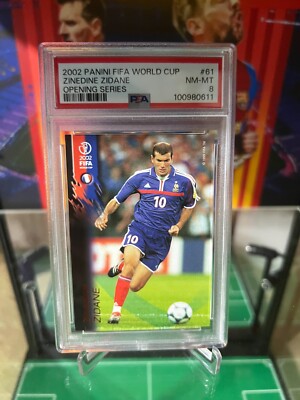 2002 PANINI FIFA WORLD CUP #61
ZINEDINE ZIDANE NM-MT
OPENING SERIES 8
PSA 100980611
2002
FIFA
10
10
ZIDANE